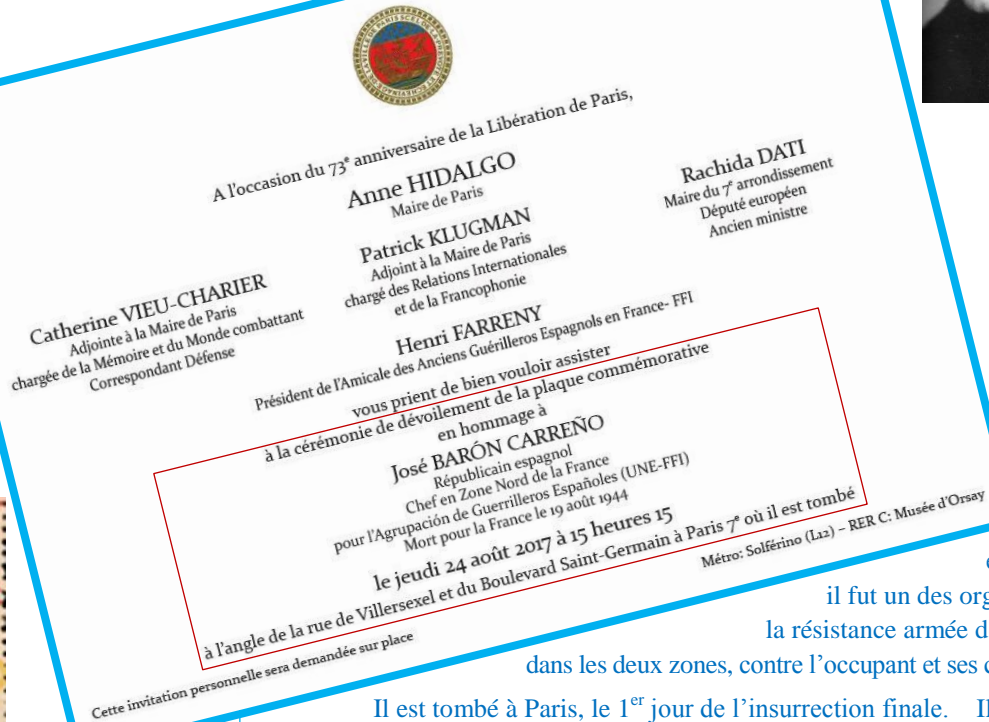 A l'occasion du 73e anniversaire de la Libération de Paris,
Anne HIDALGO
Maire de Paris
Rachida DATI
Maire du 7e arrondissement
Député européen
Ancien ministre
Patrick KLUGMAN
Adjoint à la Maire de Paris
chargé des Relations Internationales
et de la Francophonie
Catherine VIEU-CHARIER
Adjointe à la Maire de Paris
chargée de la Mémoire et du Monde combattant
Correspondant Défense
Henri FARRENY
Président de l'Amicale des Anciens Guérilleros Espagnols en France- FFI
vous prient de bien vouloir assister
à la cérémonie de dévoilement de la plaque commémorative
en hommage à
José BARÓN CARREÑO
Républicain espagnol
Chef en Zone Nord de la France
pour l'Agrupación de Guerrilleros Españoles (UNE-FFI)
Mort pour la France le 19 août 1944
le jeudi 24 août 2017 à 15 heures 15
à l'angle de la rue de Villersexel et du Boulevard Saint-Germain à Paris 7e où il est tombé
Métro: Solférino (L12) – RER C: Musée d'Orsay
Cette invitation personnelle sera demandée sur place
il fut un des org
la résistance armée d
dans les deux zones, contre l'occupant et ses c
Il est tombé à Paris, le 1er jour de l'insurrection finale. Il